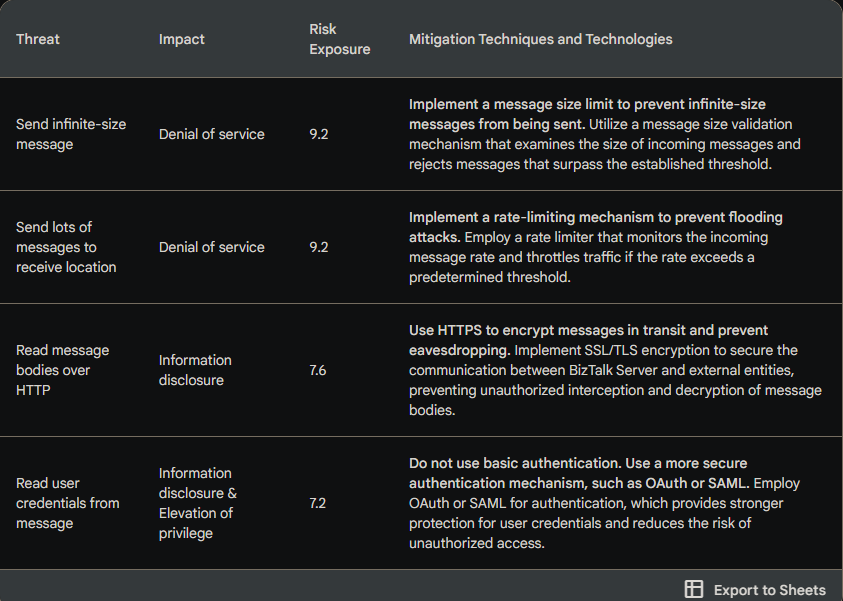 Threat
Impact
Risk
Exposure
Mitigation Techniques and Technologies
Send infinite-size
message
Denial of service
9.2
Implement a message size limit to prevent infinite-size
messages from being sent. Utilize a message size validation
mechanism that examines the size of incoming messages and
rejects messages that surpass the established threshold.
Send lots of
messages to
receive location
Denial of service
9.2
Implement a rate-limiting mechanism to prevent flooding
attacks. Employ a rate limiter that monitors the incoming
message rate and throttles traffic if the rate exceeds a
predetermined threshold.
Read message
bodies over
HTTP
Information
disclosure
7.6
Use HTTPS to encrypt messages in transit and prevent
eavesdropping. Implement SSL/TLS encryption to secure the
communication between BizTalk Server and external entities,
preventing unauthorized interception and decryption of message
bodies.
Read user
credentials from
message
Information
disclosure &
Elevation of
privilege
7.2
Do not use basic authentication. Use a more secure
authentication mechanism, such as OAuth or SAML. Employ
OAuth or SAML for authentication, which provides stronger
protection for user credentials and reduces the risk of
unauthorized access.
Export to Sheets